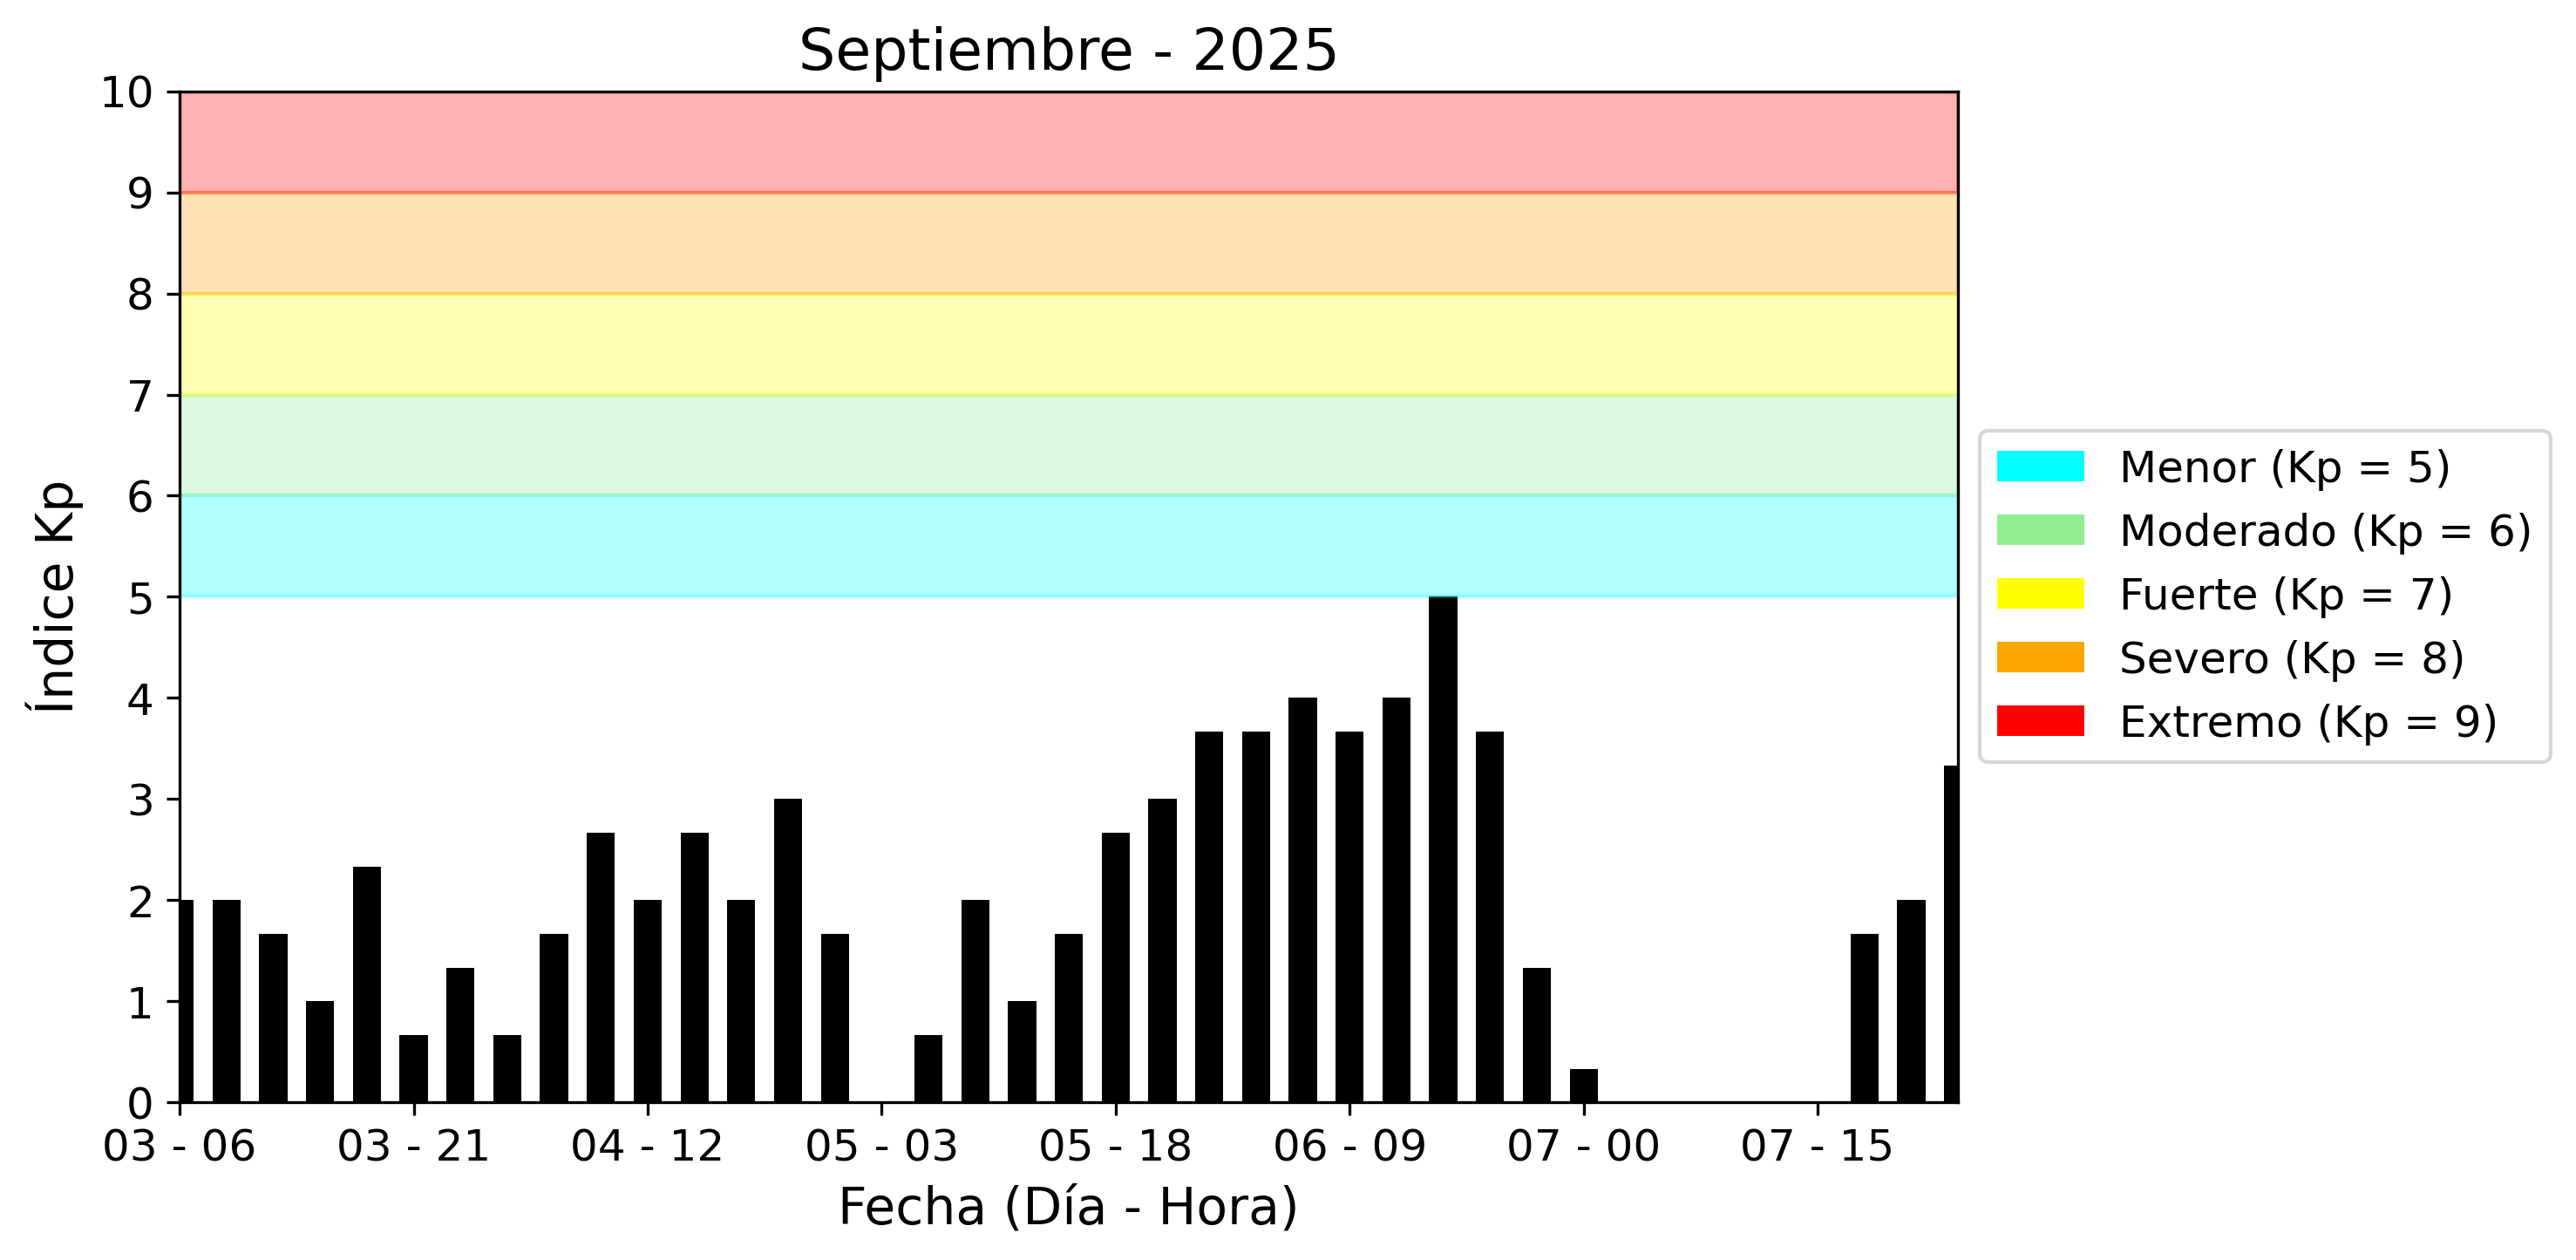 Septiembre - 2025
10
9
8
7
6
5
4
3
2
1
0
Índice Kp
03 - 06
03 - 21
04 - 12
05 - 03
05 - 18
06 - 09
07 - 00
07 - 15
Fecha (Día - Hora)
Menor (Kp = 5)
Moderado (Kp = 6)
Fuerte (Kp = 7)
Severo (Kp = 8)
Extremo (Kp = 9)